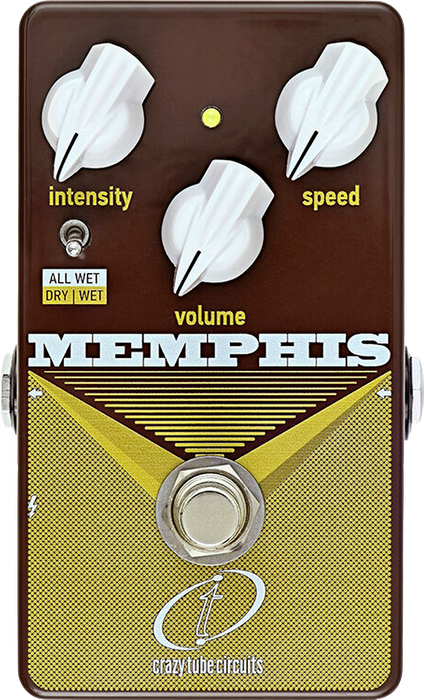 intensity
speed
ALL WET
DRY | WET
volume
MEMPHIS
crazy tube circuits